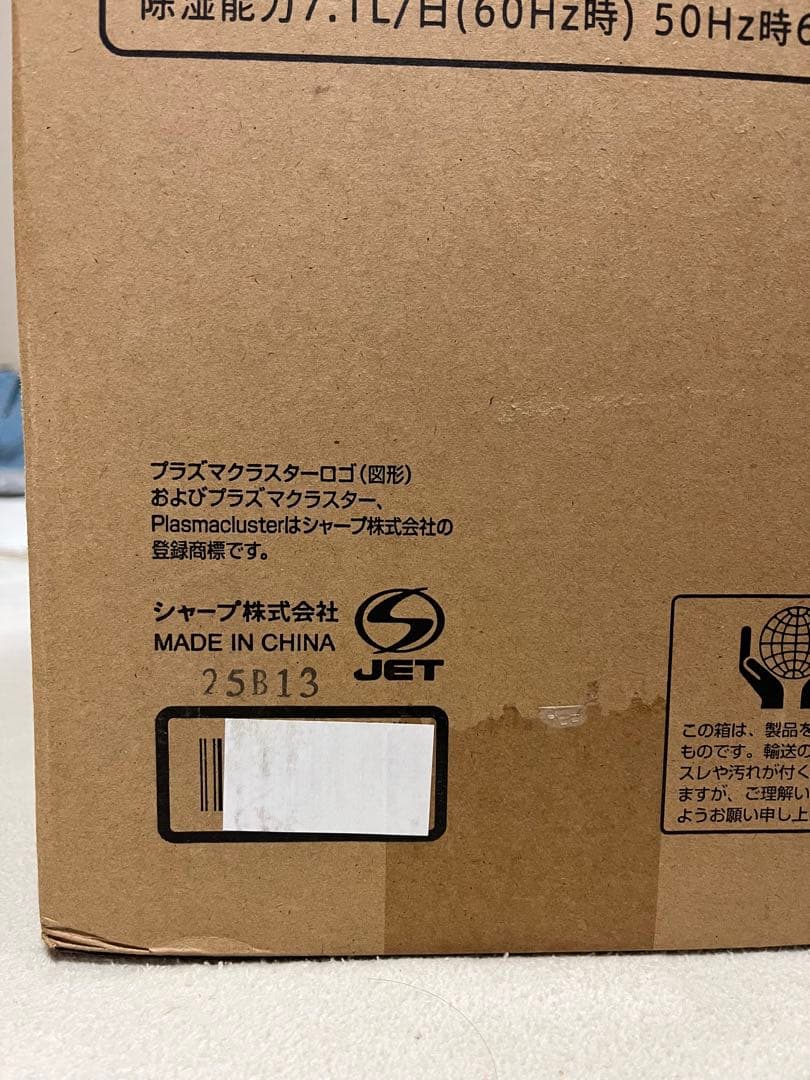 除湿能力7.1L/日(60Hz時) 50Hz時6
プラズマクラスターロゴ(図形)
およびプラズマクラスター、
Plasmaclusterはシャープ株式会社の
登録商標です。
シャープ株式会社
MADE IN CHINA
JET
25B13
この箱は、製品を
ものです。輸送の
スレや汚れが付く
ますが、ご理解い
ようお願い申し上